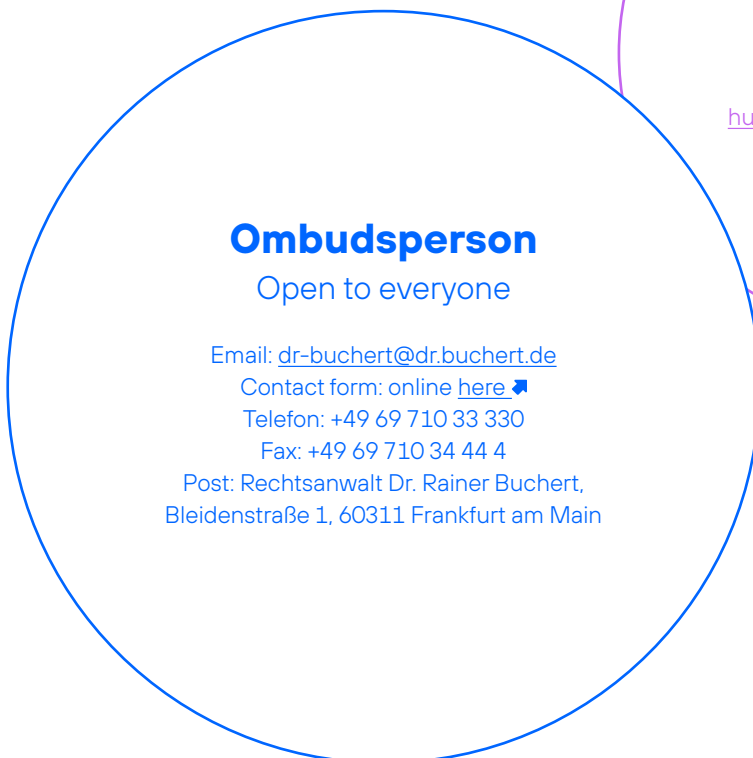 hu
Ombudsperson
Open to everyone
Email: dr-buchert@dr.buchert.de
Contact form: online here
Telefon: +49 69 710 33 330
Fax: +49 69 710 34 44 4
Post: Rechtsanwalt Dr. Rainer Buchert,
Bleidenstraße 1, 60311 Frankfurt am Main